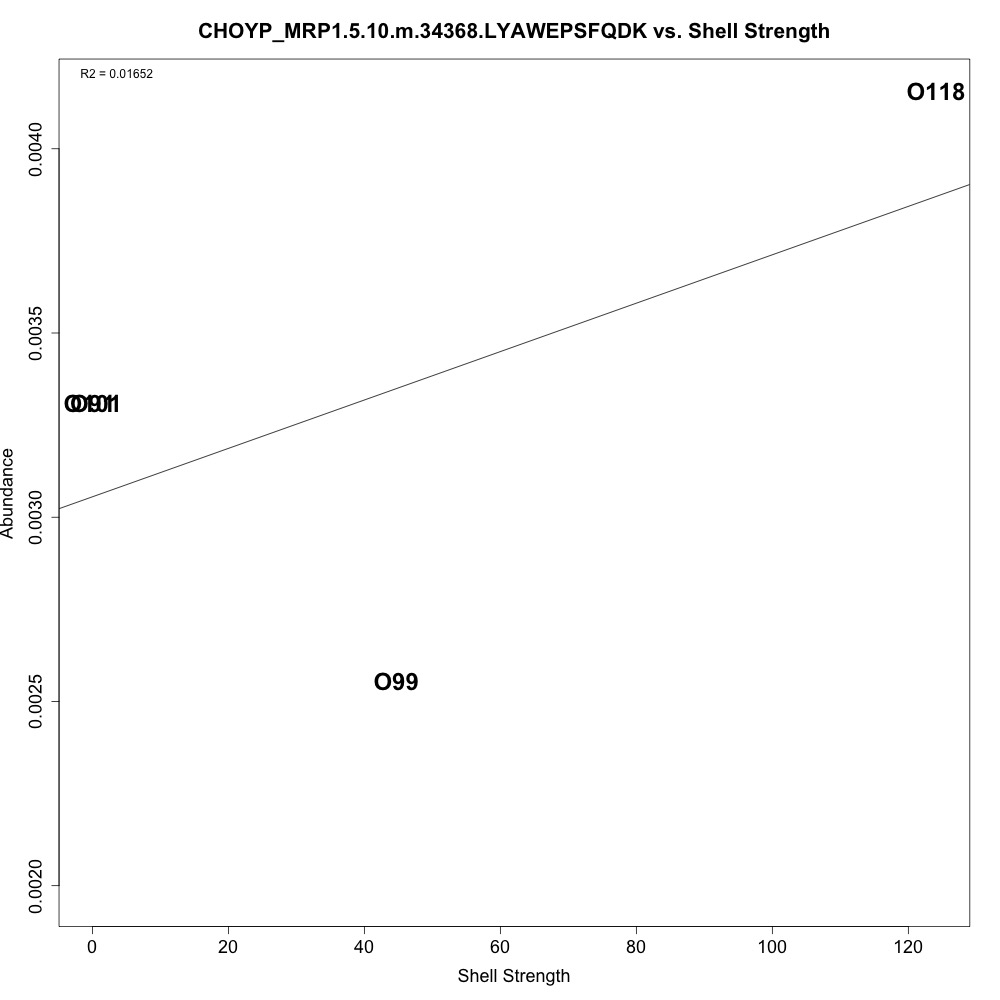 CHOYP_MRP1.5.10.m.34368.LYAWEPSFQDK vs. Shell Strength
R2 = 0.01652
O118
0.0040
0.0035
0.0030
O99
0.0025
0.0020
Abundance
0 20 40 60 80 100 120
Shell Strength